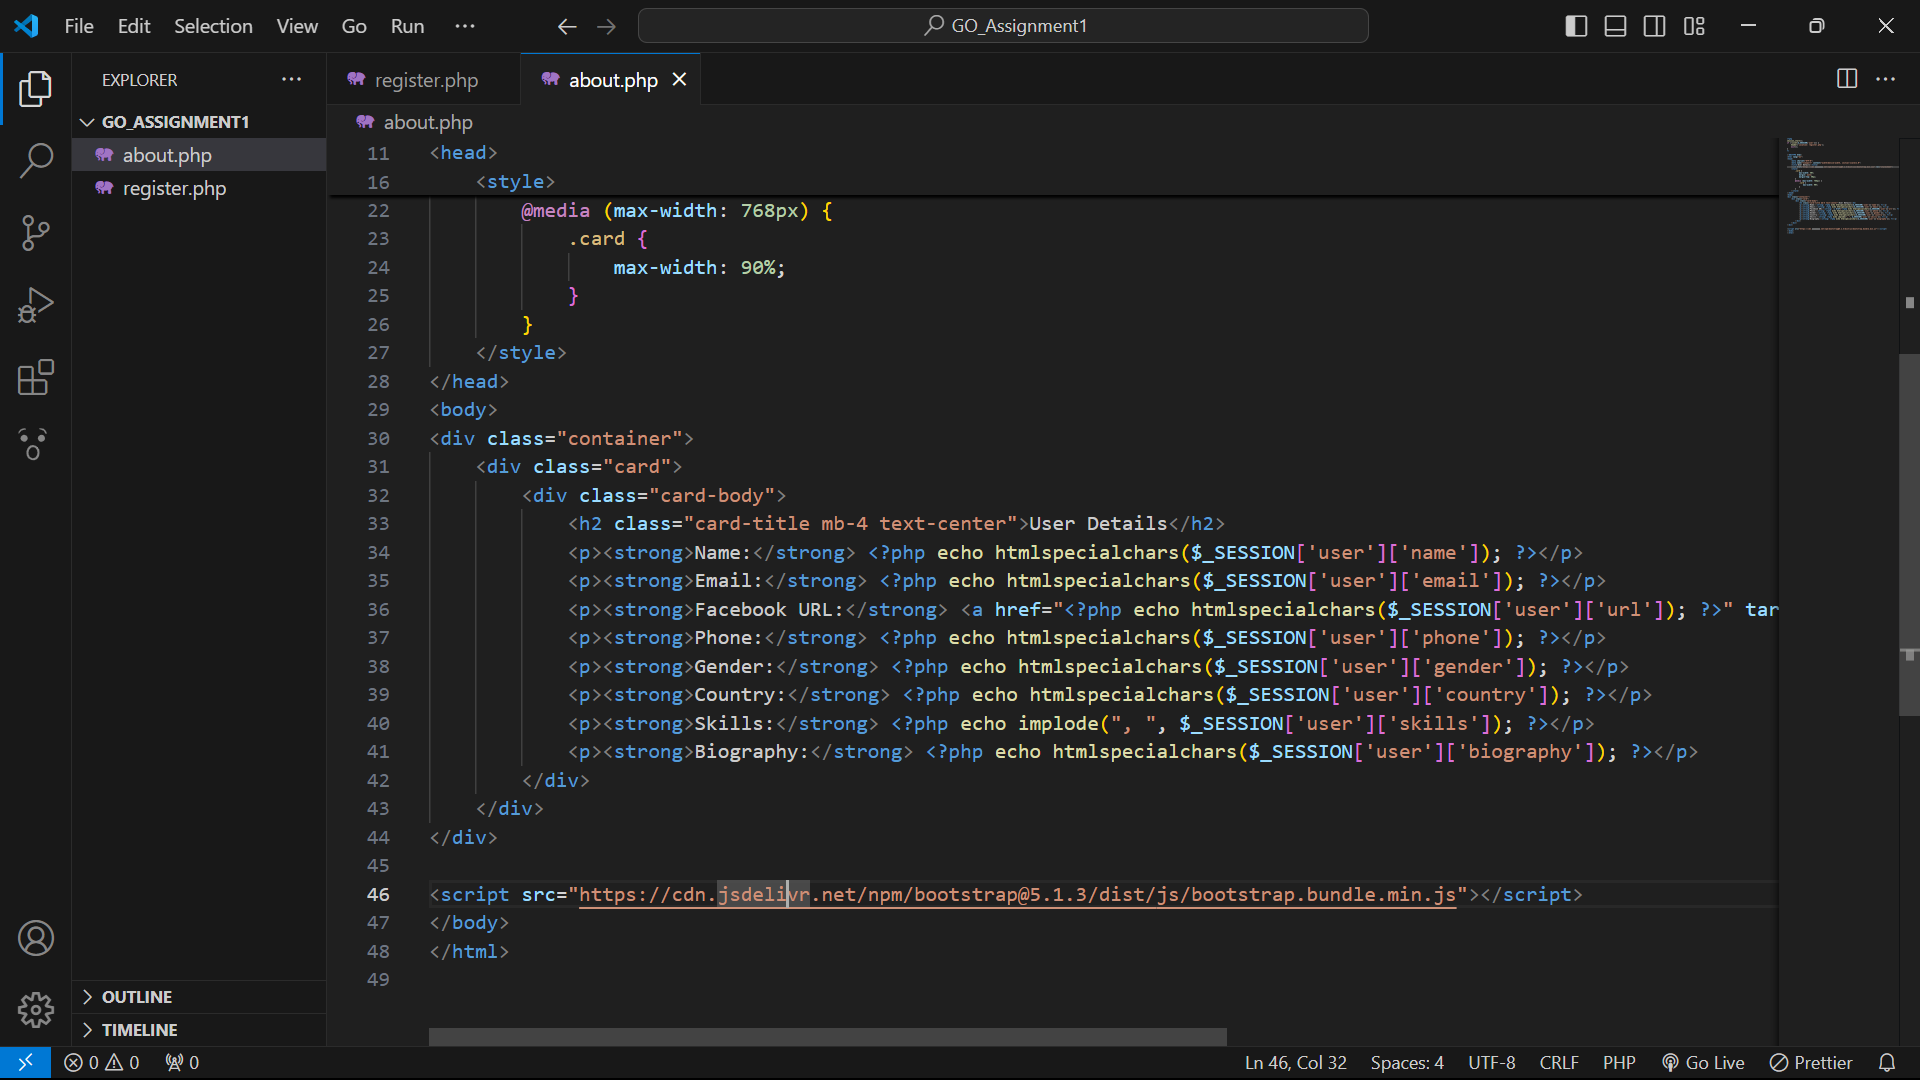 File Edit Selection View Go Run ··· GO_Assignment1
EXPLORER ···
GO_ASSIGNMENT1
about.php
register.php
OUTLINE
TIMELINE
register.php about.php
about.php
11 <head>
16 <style>
22 @media (max-width: 768px) {
23 .card {
24 max-width: 90%;
25 }
26 }
27 </style>
28 </head>
29 <body>
30 <div class="container">
31 <div class="card">
32 <div class="card-body">
33 <h2 class="card-title mb-4 text-center">User Details</h2>
34 <p><strong>Name:</strong> <?php echo htmlspecialchars($_SESSION['user']['name']); ?></p>
35 <p><strong>Email:</strong> <?php echo htmlspecialchars($_SESSION['user']['email']); ?></p>
36 <p><strong>Facebook URL:</strong> <a href="<?php echo htmlspecialchars($_SESSION['user']['url']); ?>" tar
37 <p><strong>Phone:</strong> <?php echo htmlspecialchars($_SESSION['user']['phone']); ?></p>
38 <p><strong>Gender:</strong> <?php echo htmlspecialchars($_SESSION['user']['gender']); ?></p>
39 <p><strong>Country:</strong> <?php echo htmlspecialchars($_SESSION['user']['country']); ?></p>
40 <p><strong>Skills:</strong> <?php echo implode(", ", $_SESSION['user']['skills']); ?></p>
41 <p><strong>Biography:</strong> <?php echo htmlspecialchars($_SESSION['user']['biography']); ?></p>
42 </div>
43 </div>
44 </div>
45
46 <script src="https://cdn.jsdelivr.net/npm/bootstrap@5.1.3/dist/js/bootstrap.bundle.min.js"></script>
47 </body>
48 </html>
49
0 0 0 Ln 46, Col 32 Spaces: 4 UTF-8 CRLF PHP Go Live Prettier